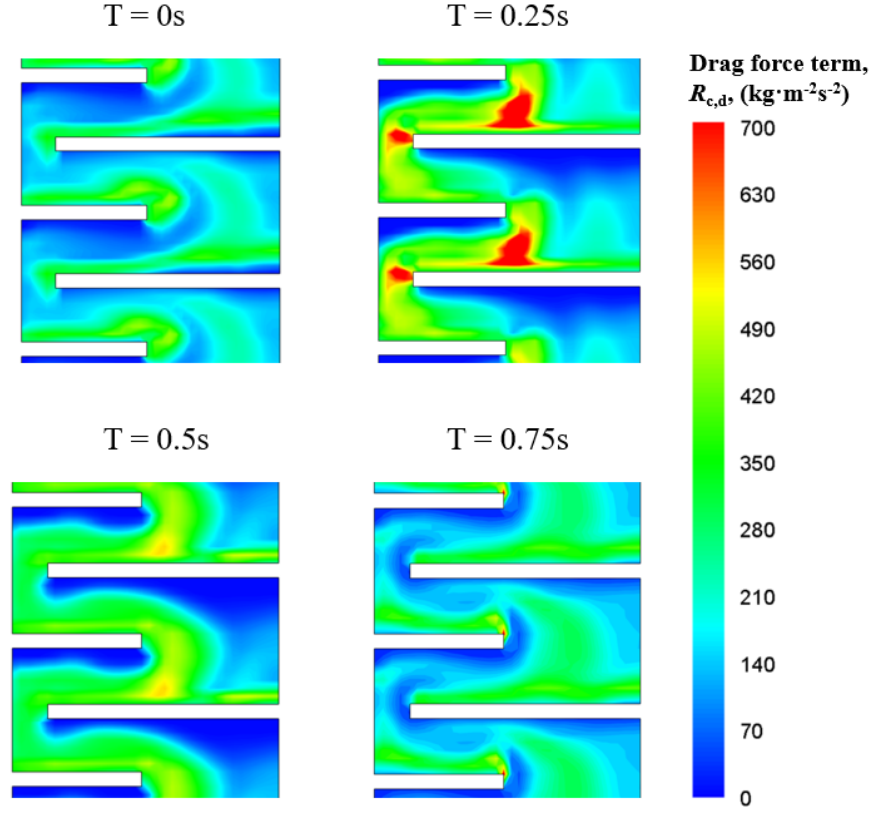 T = 0s
T = 0.25s
Drag force term,
R_c,d, (kg·m⁻²s⁻²)
700
630
560
490
420
350
280
210
140
70
0
T = 0.5s
T = 0.75s